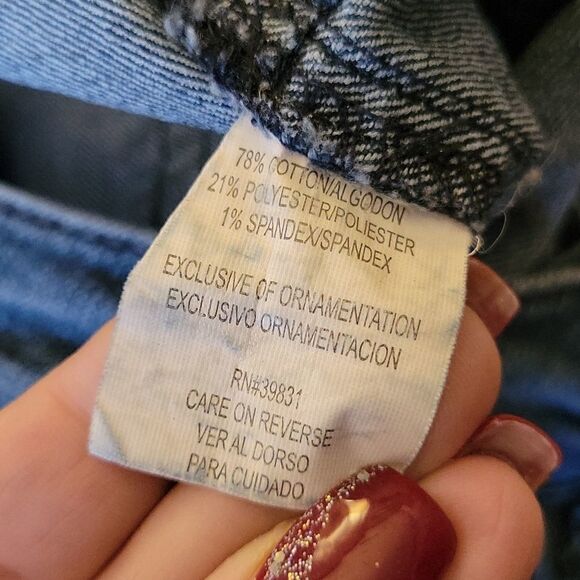 78% COTTON/ALGODON
21% POLYESTER/POLIESTER
1% SPANDEX/SPANDEX
EXCLUSIVE OF ORNAMENTATION
EXCLUSIVO ORNAMENTACION
RN#39831
CARE ON REVERSE
VER AL DORSO
PARA CUIDADO